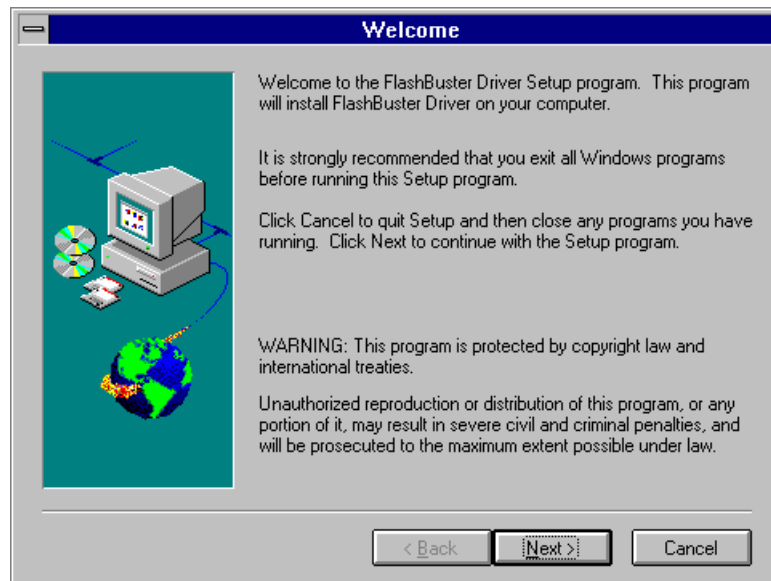 Welcome
Welcome to the FlashBuster Driver Setup program.  This program
will install FlashBuster Driver on your computer.
It is strongly recommended that you exit all Windows programs
before running this Setup program.
Click Cancel to quit Setup and then close any programs you have
running.  Click Next to continue with the Setup program.
WARNING: This program is protected by copyright law and
international treaties.
Unauthorized reproduction or distribution of this program, or any
portion of it, may result in severe civil and criminal penalties, and
will be prosecuted to the maximum extent possible under law.
< Back Next > Cancel